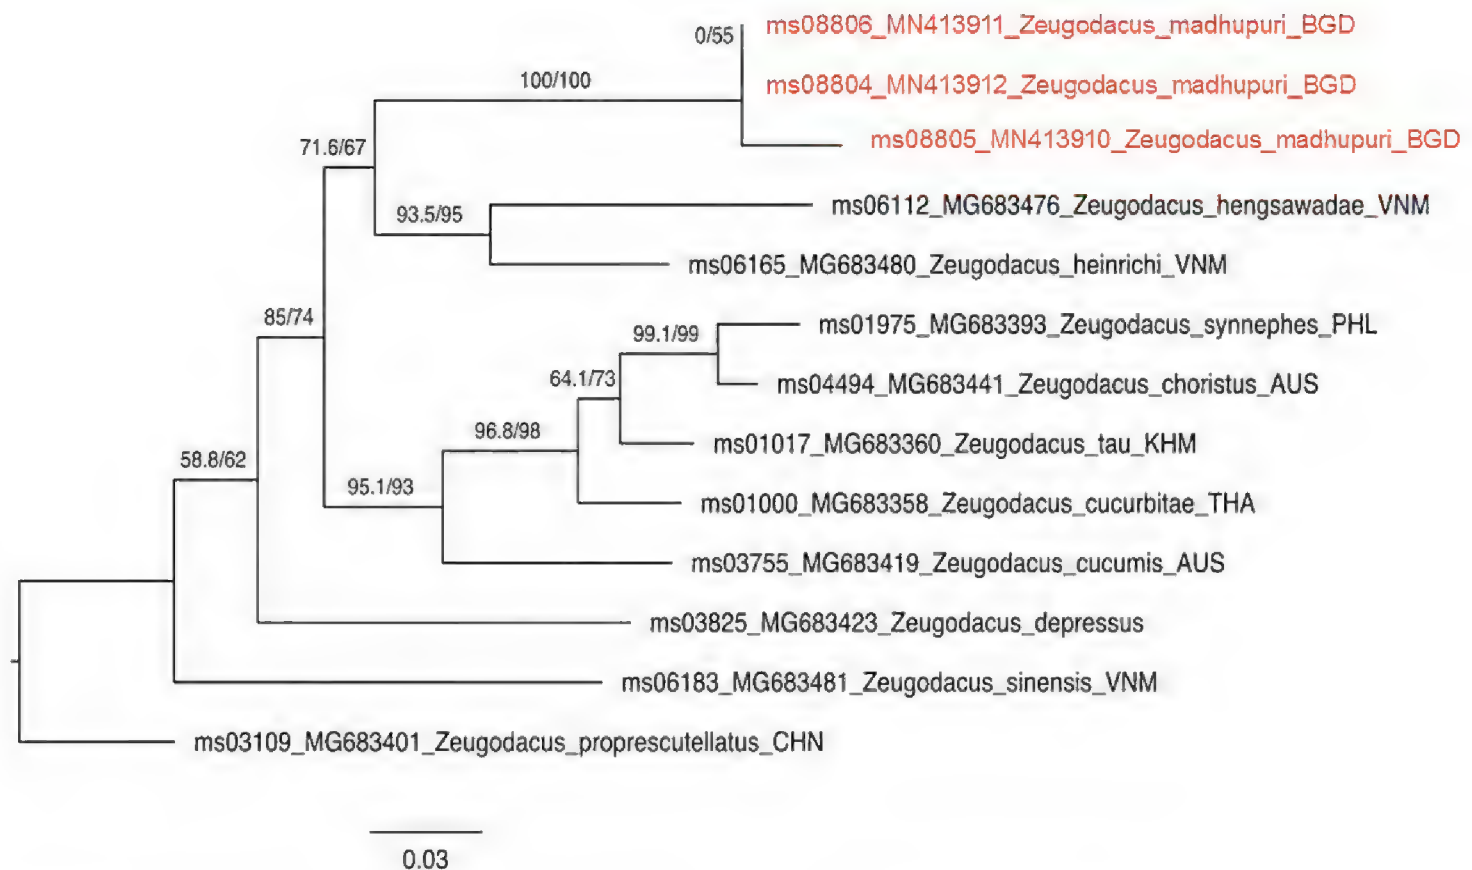 0/55
ms08806_MN413911_Zeugodacus_madhupuri_BGD
100/100
ms08804_MN413912_Zeugodacus_madhupuri_BGD
71.6/67
ms08805_MN413910_Zeugodacus_madhupuri_BGD
93.5/95
ms06112_MG683476_Zeugodacus_hengsawadae_VNM
ms06165_MG683480_Zeugodacus_heinrichi_VNM
85/74
99.1/99
ms01975_MG683393_Zeugodacus_synnephes_PHL
64.1/73
ms04494_MG683441_Zeugodacus_choristus_AUS
96.8/98
ms01017_MG683360_Zeugodacus_tau_KHM
58.8/62
95.1/93
ms01000_MG683358_Zeugodacus_cucurbitae_THA
ms03755_MG683419_Zeugodacus_cucumis_AUS
ms03825_MG683423_Zeugodacus_depressus
ms06183_MG683481_Zeugodacus_sinensis_VNM
ms03109_MG683401_Zeugodacus_proprescutellatus_CHN
0.03